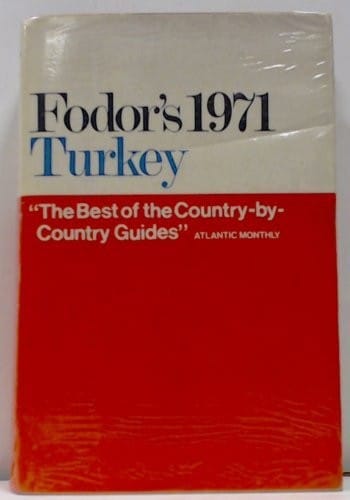 Fodor's 1971
Turkey
“The Best of the Country-by-
Country Guides” ATLANTIC MONTHLY